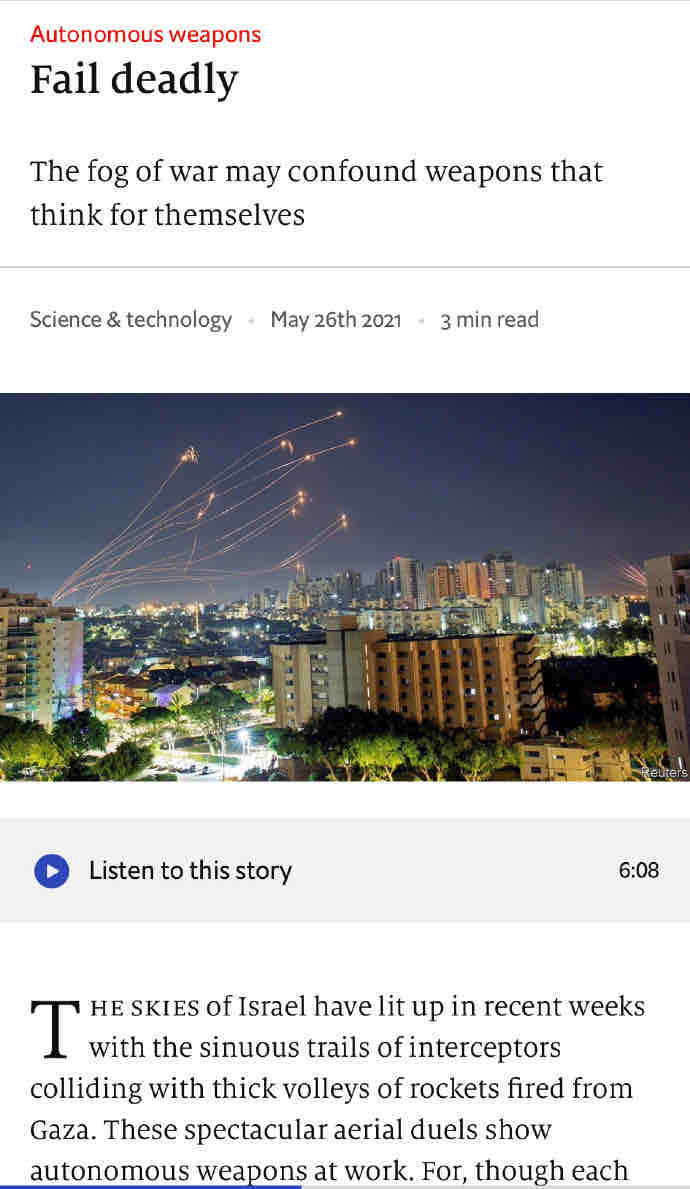 Autonomous weapons
Fail deadly
The fog of war may confound weapons that
think for themselves
Science & technology • May 26th 2021 • 3 min read
Reuters
Listen to this story 6:08
THE SKIES of Israel have lit up in recent weeks
with the sinuous trails of interceptors
colliding with thick volleys of rockets fired from
Gaza. These spectacular aerial duels show
autonomous weapons at work. For, though each